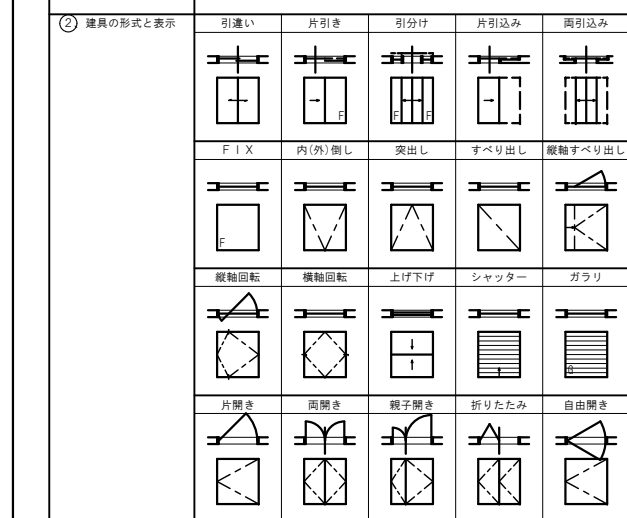 ② 建具の形式と表示 引違い 片引き 引分け 片引込み 両引込み
F F F
FIX 内(外)倒し 突出し すべり出し 縦軸すべり出し
F
縦軸回転 横軸回転 上げ下げ シャッター ガラリ
G
片開き 両開き 親子開き 折りたたみ 自由開き